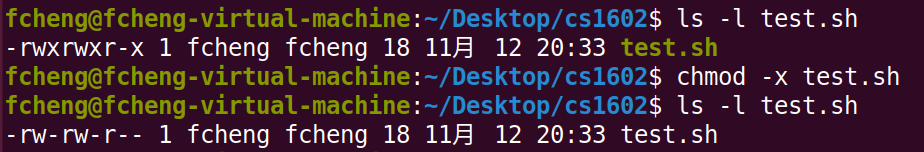 fcheng@fcheng-virtual-machine:~/Desktop/cs1602$ ls -l test.sh
-rwxrwxr-x 1 fcheng fcheng 18 11月 12 20:33 test.sh
fcheng@fcheng-virtual-machine:~/Desktop/cs1602$ chmod -x test.sh
fcheng@fcheng-virtual-machine:~/Desktop/cs1602$ ls -l test.sh
-rw-rw-r-- 1 fcheng fcheng 18 11月 12 20:33 test.sh